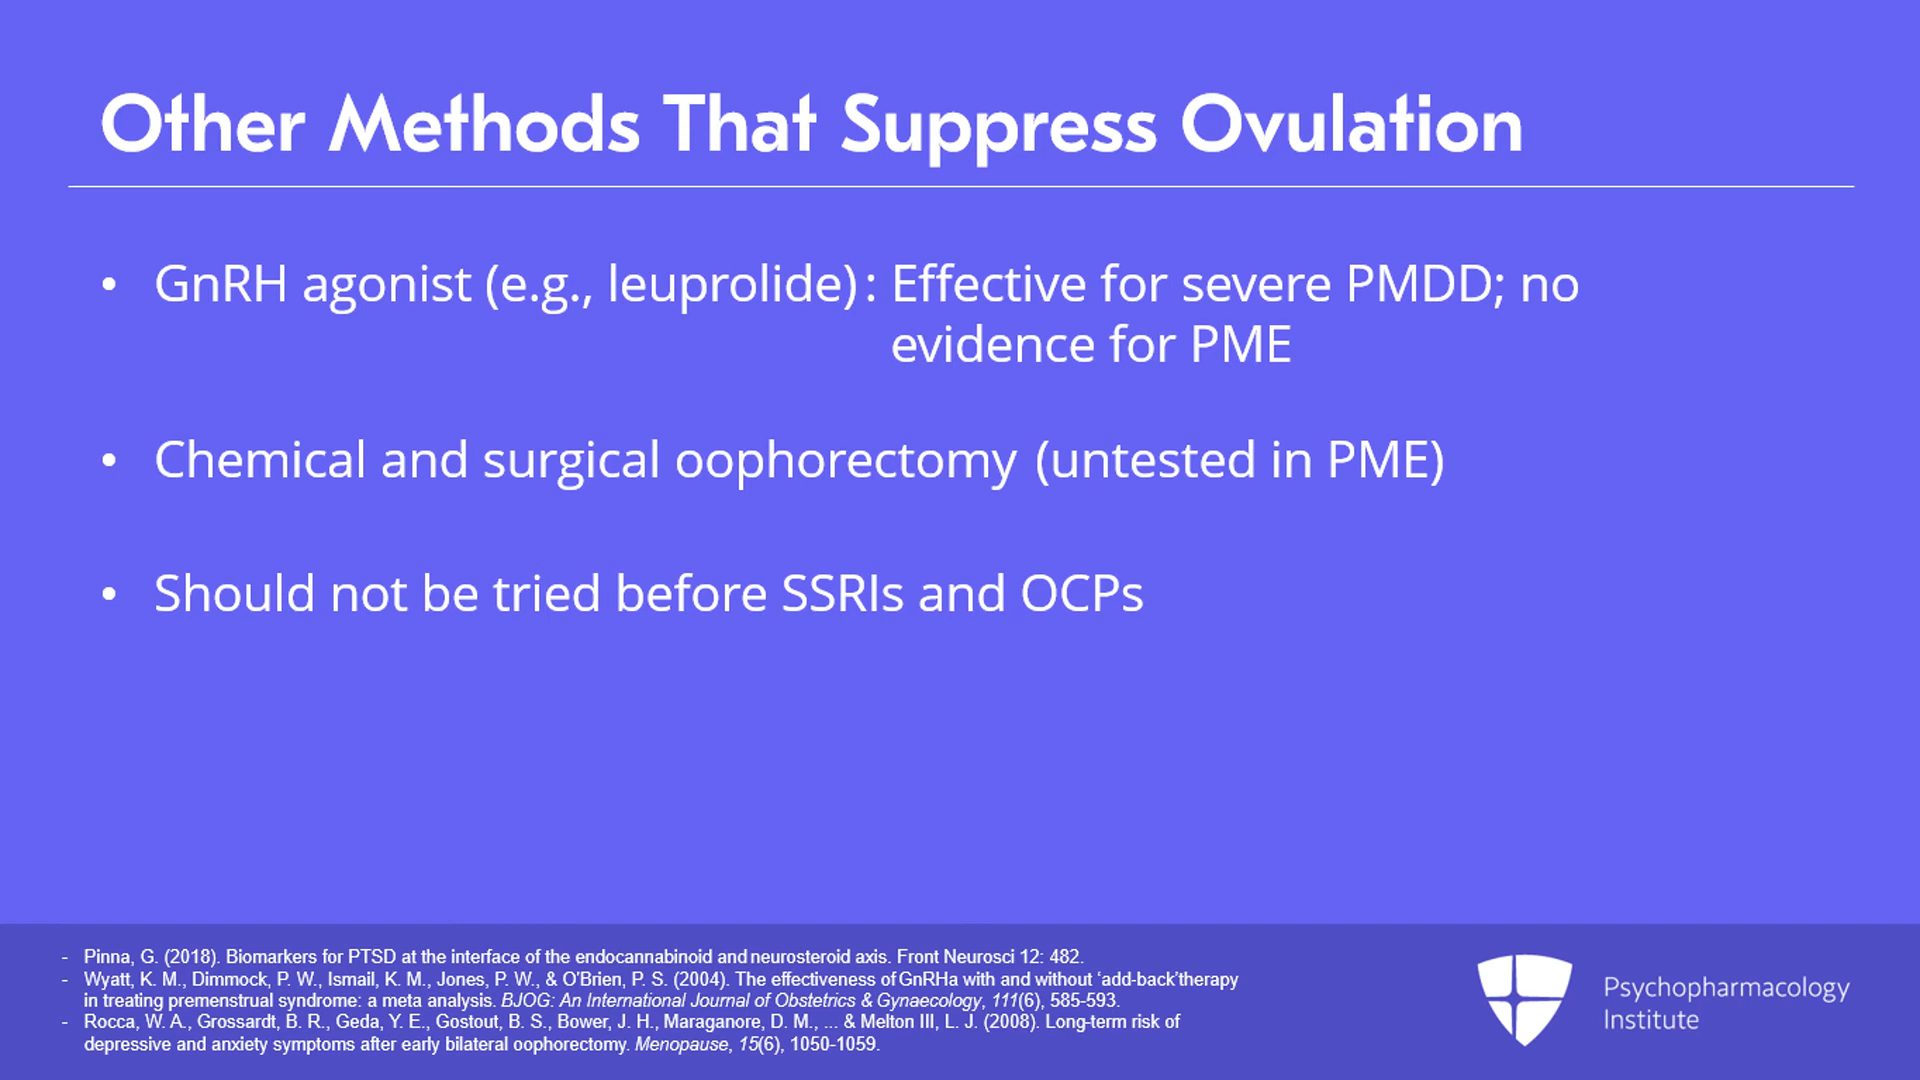 Other Methods That Suppress Ovulation
• GnRH agonist (e.g., leuprolide) : Effective for severe PMDD; no
evidence for PME
• Chemical and surgical oophorectomy (untested in PME)
• Should not be tried before SSRIs and OCPs
- Pinna, G. (2018). Biomarkers for PTSD at the interface of the endocannabinoid and neurosteroid axis. Front Neurosci 12: 482.
- Wyatt, K. M., Dimmock, P. W., Ismail, K. M., Jones, P. W., & O'Brien, P. S. (2004). The effectiveness of GnRHa with and without ‘add-back’therapy
in treating premenstrual syndrome: a meta analysis. BJOG: An International Journal of Obstetrics & Gynaecology, 111(6), 585-593.
- Rocca, W. A., Grossardt, B. R., Geda, Y. E., Gostout, B. S., Bower, J. H., Maraganore, D. M., ... & Melton III, L. J. (2008). Long-term risk of
depressive and anxiety symptoms after early bilateral oophorectomy. Menopause, 15(6), 1050-1059.
Psychopharmacology
Institute